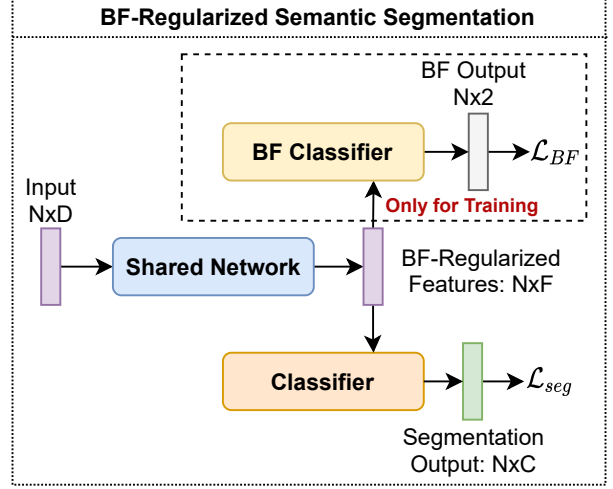 BF-Regularized Semantic Segmentation
BF Output
Nx2
BF Classifier
ℒ_BF
Only for Training
Input
NxD
Shared Network
BF-Regularized
Features: NxF
Classifier
ℒ_seg
Segmentation
Output: NxC